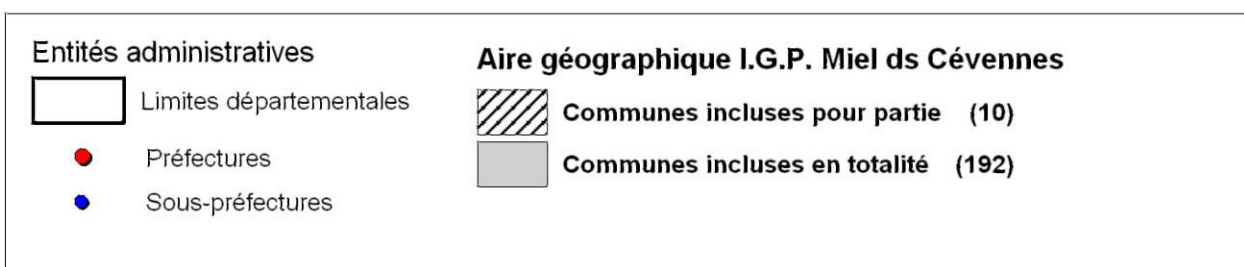 Entités administratives
Limites départementales
Préfectures
Sous-préfectures
Aire géographique I.G.P. Miel ds Cévennes
Communes incluses pour partie (10)
Communes incluses en totalité (192)